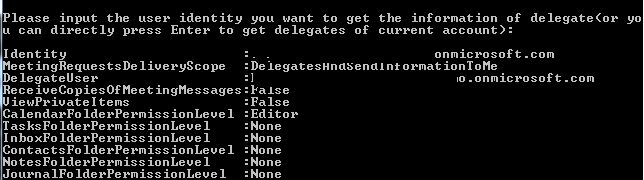 Please input the user identity you want to get the information of delegate(or yo
u can directly press Enter to get delegates of current account):
Identity : onmicrosoft.com
MeetingRequestsDeliveryScope :DelegatesAndSendInformationToMe
DelegateUser : o.onmicrosoft.com
ReceiveCopiesOfMeetingMessages:False
ViewPrivateItems :False
CalendarFolderPermissionLevel :Editor
TasksFolderPermissionLevel :None
InboxFolderPermissionLevel :None
ContactsFolderPermissionLevel :None
NotesFolderPermissionLevel :None
JournalFolderPermissionLevel :None